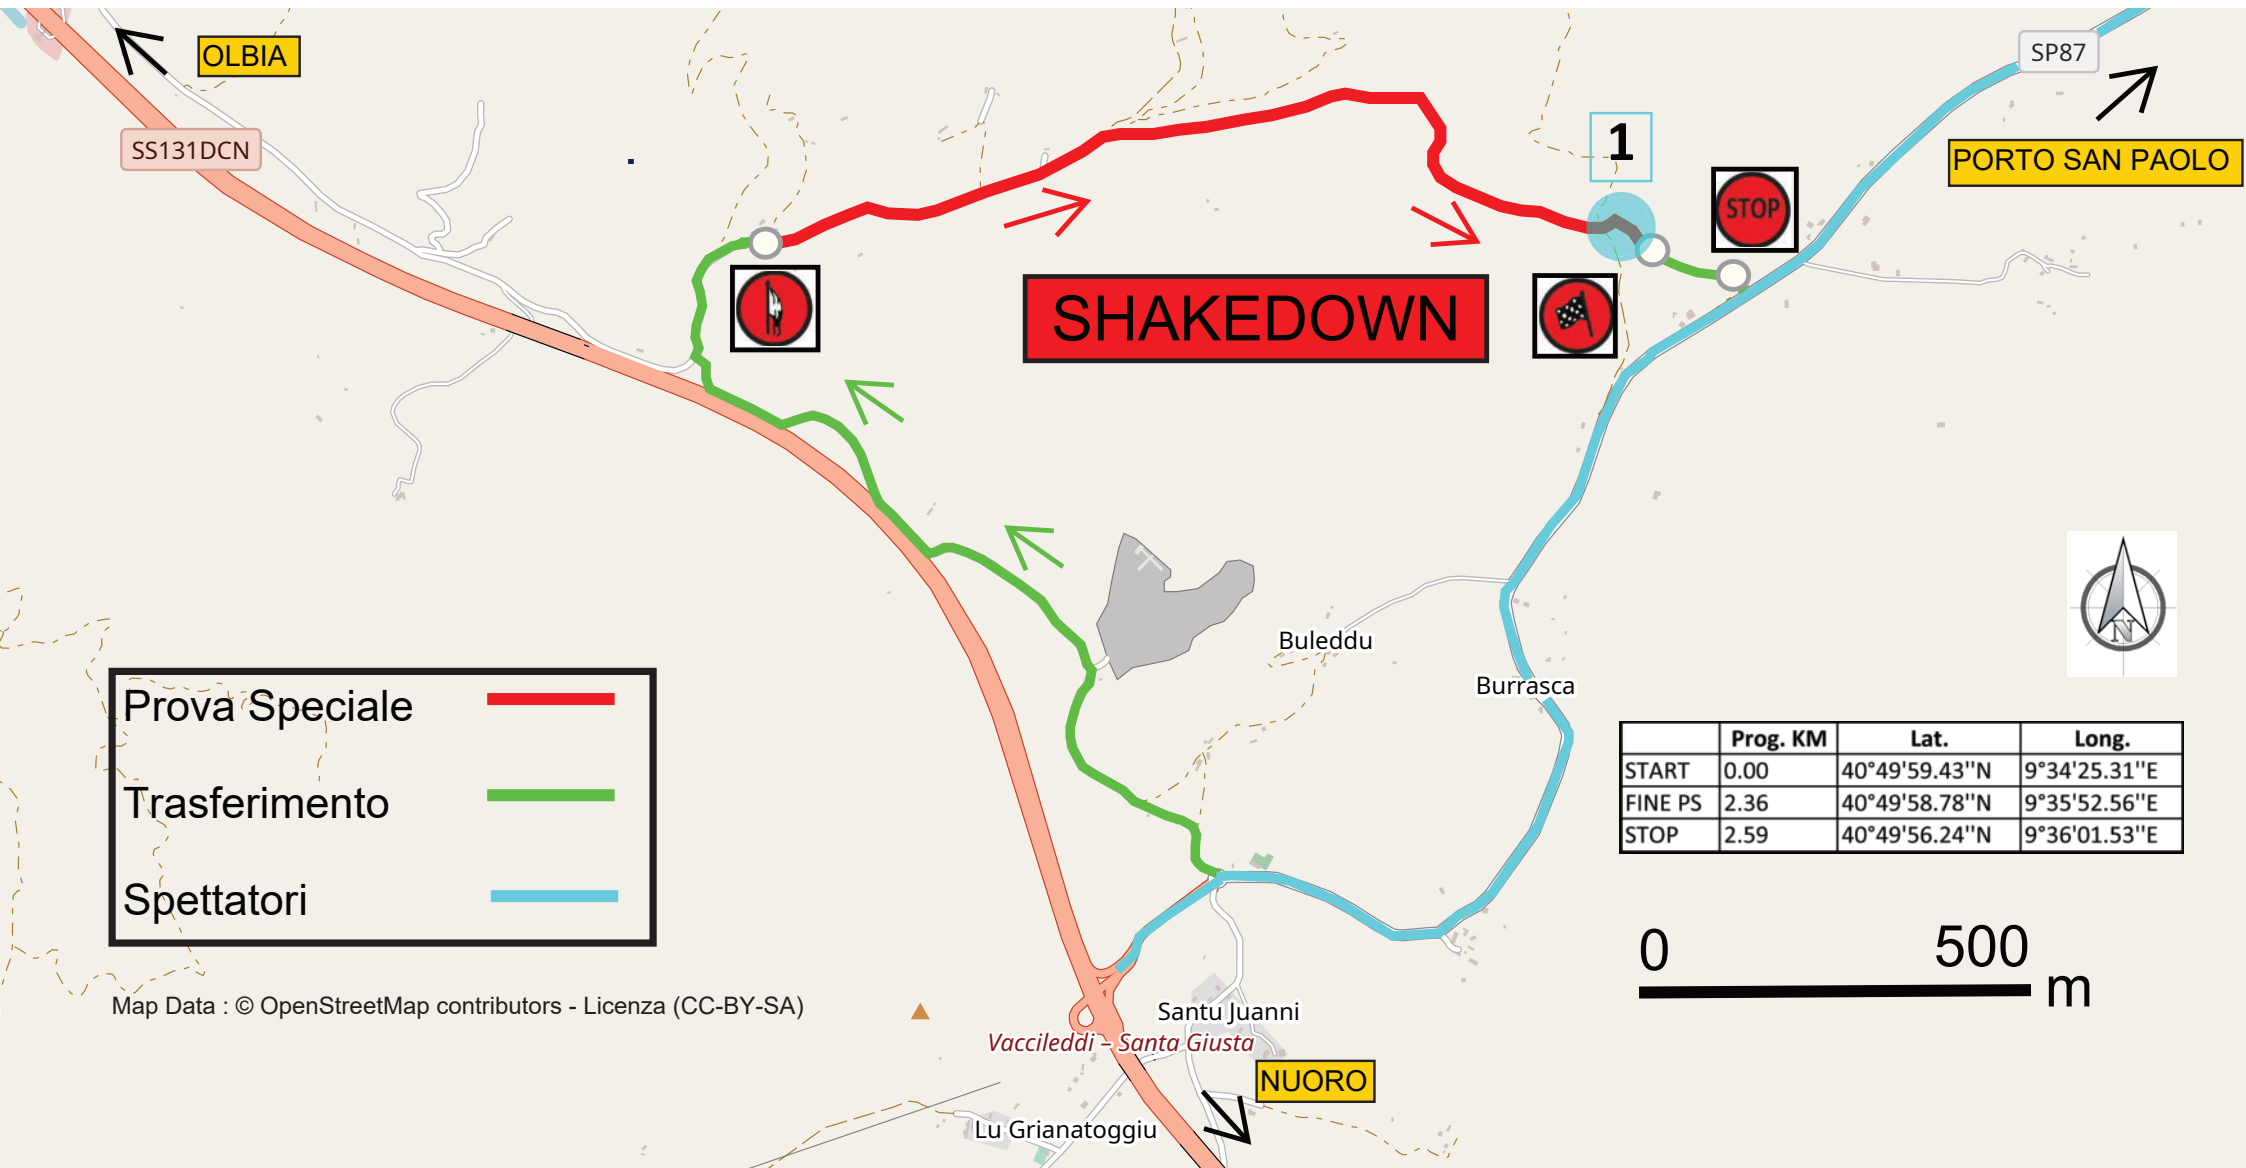 OLBIA
SP87
SS131DCN
1
PORTO SAN PAOLO
STOP
SHAKEDOWN
Buleddu
N
Burrasca
Prova Speciale
Trasferimento
Spettatori
Prog. KM Lat. Long.
START 0.00 40°49'59.43''N 9°34'25.31''E
FINE PS 2.36 40°49'58.78''N 9°35'52.56''E
STOP 2.59 40°49'56.24''N 9°36'01.53''E
0 500
m
Map Data : © OpenStreetMap contributors - Licenza (CC-BY-SA)
Santu Juanni
Vaccileddi – Santa Giusta
NUORO
Lu Grianatoggiu